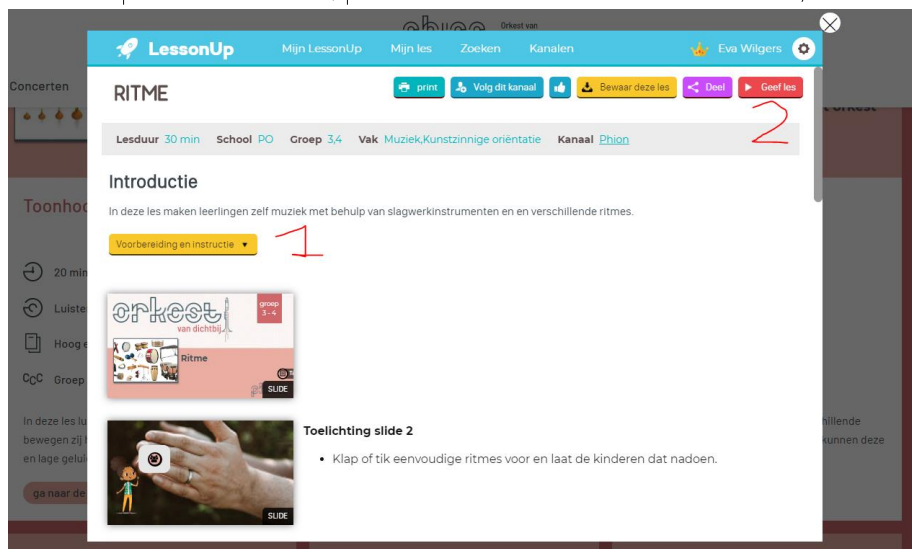 Orkest van
LessonUp
Mijn LessonUp
Mijn les
Zoeken
Kanalen
Eva Wilgers
Concerten
RITME
print
Volg dit kanaal
Bewaar deze les
Deel
Geef les
2
Lesduur 30 min School PO Groep 3,4 Vak Muziek,Kunstzinnige oriëntatie Kanaal Phion
Introductie
In deze les maken leerlingen zelf muziek met behulp van slagwerkinstrumenten en en verschillende ritmes.
Voorbereiding en instructie
1
Toonhoo
20 min
Luiste
Hoog e
Groep
orkest
van dichtbij
groep
3-4
Ritme
SLIDE
Toelichting slide 2
• Klap of tik eenvoudige ritmes voor en laat de kinderen dat nadoen.
SLIDE
In deze les lu
bewegen zij h
en lage gelui
ga naar de
hillende
kunnen deze